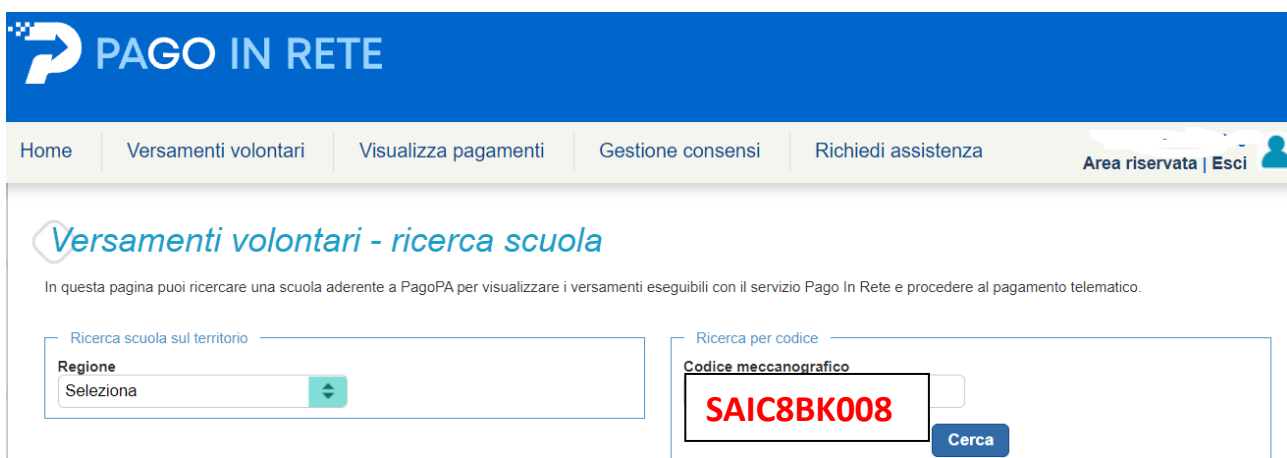 PAGO IN RETE
Home Versamenti volontari Visualizza pagamenti Gestione consensi Richiedi assistenza Area riservata | Esci
Versamenti volontari - ricerca scuola
In questa pagina puoi ricercare una scuola aderente a PagoPA per visualizzare i versamenti eseguibili con il servizio Pago In Rete e procedere al pagamento telematico.
Ricerca scuola sul territorio
Regione
Seleziona
Ricerca per codice
Codice meccanografico
SAIC8BK008
Cerca